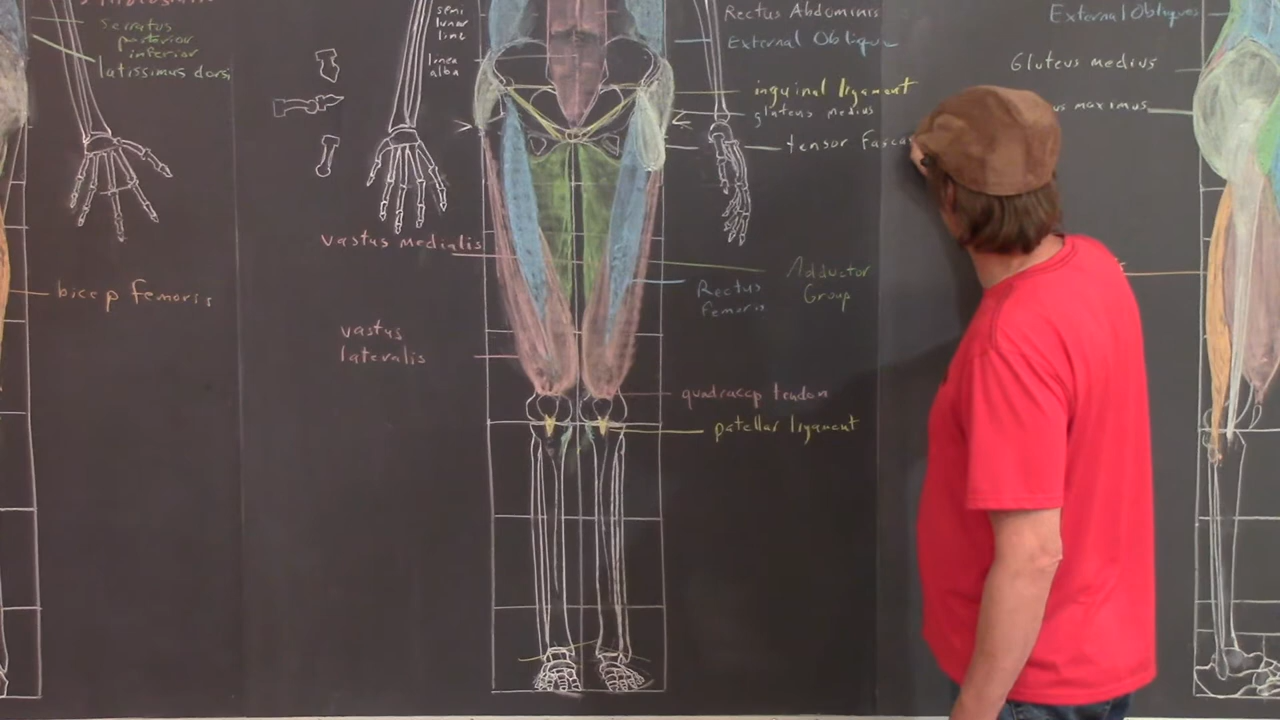 serratus
posterior
inferior
latissimus dorsi
bicep femoris
semi
lunar
line
linea
alba
vastus medialis
vastus
lateralis
Rectus Abdominis
External Oblique
inguinal ligament
gluteus medius
tensor fascae
Adductor
Group
Rectus
Femoris
quadracep tendon
patellar ligament
External Obliques
Gluteus medius
us maximus